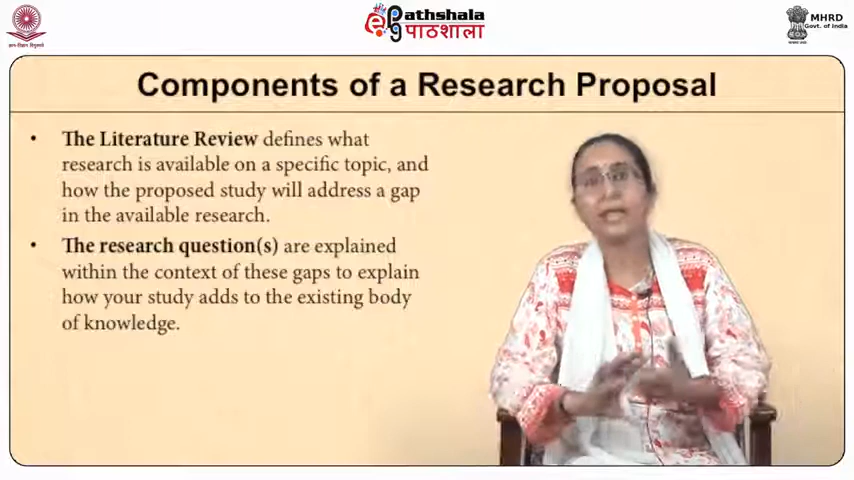 ePathshala
पाठशाला
MHRD
Govt. of India
Components of a Research Proposal
• The Literature Review defines what
research is available on a specific topic, and
how the proposed study will address a gap
in the available research.
• The research question(s) are explained
within the context of these gaps to explain
how your study adds to the existing body
of knowledge.